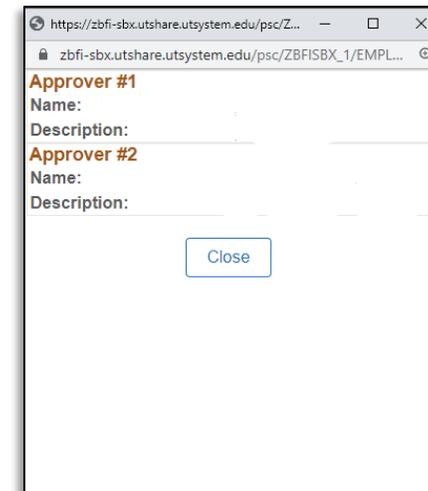 https://zbfi-sbx.utshare.utsystem.edu/psc/Z...
zbfi-sbx.utshare.utsystem.edu/psc/ZBFISBX_1/EMPL...
Approver #1
Name:
Description:
Approver #2
Name:
Description:
Close